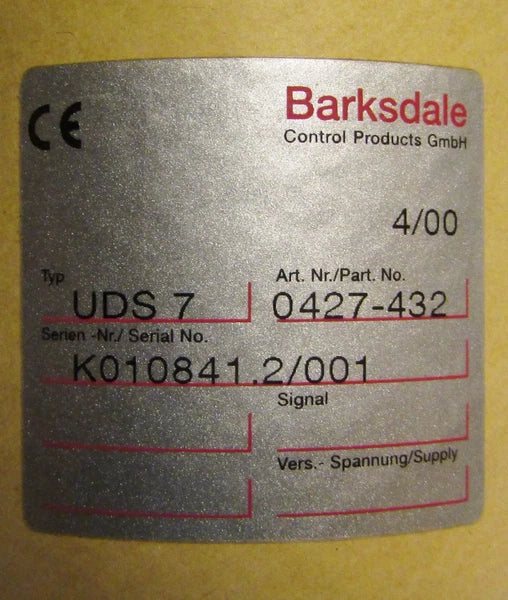 CE
Barksdale
Control Products GmbH
4/00
Typ
UDS 7
Art. Nr./Part. No.
0427-432
Serien -Nr./ Serial No.
K010841.2/001
Signal
Vers.- Spannung/Supply